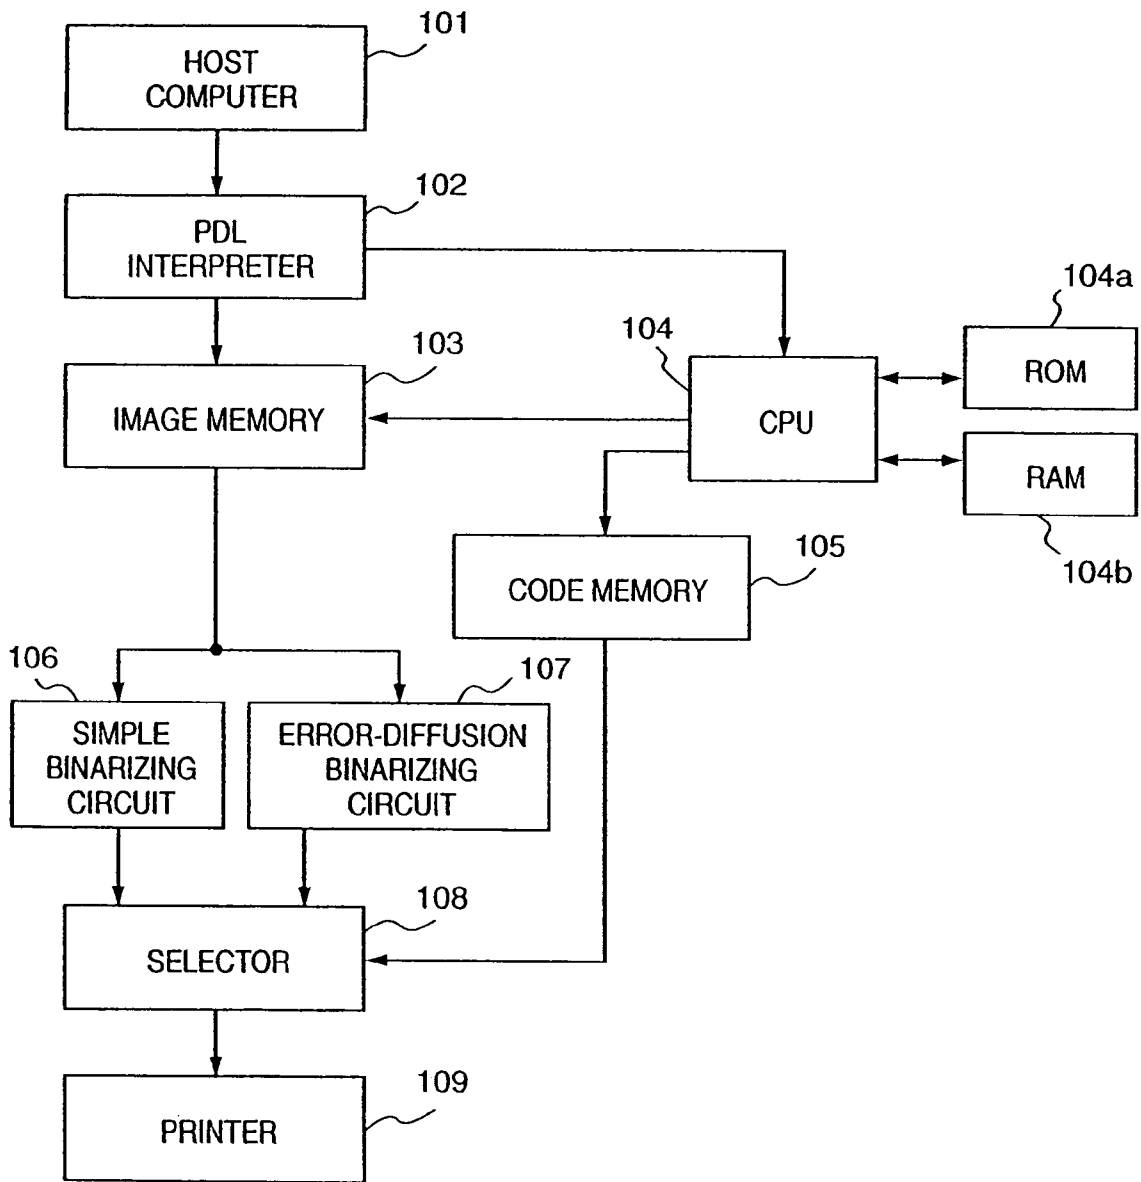 101
HOST
COMPUTER
102
PDL
INTERPRETER
104a
103
104
ROM
IMAGE MEMORY
CPU
RAM
105
104b
CODE MEMORY
106
107
SIMPLE
BINARIZING
CIRCUIT
ERROR-DIFFUSION
BINARIZING
CIRCUIT
108
SELECTOR
109
PRINTER